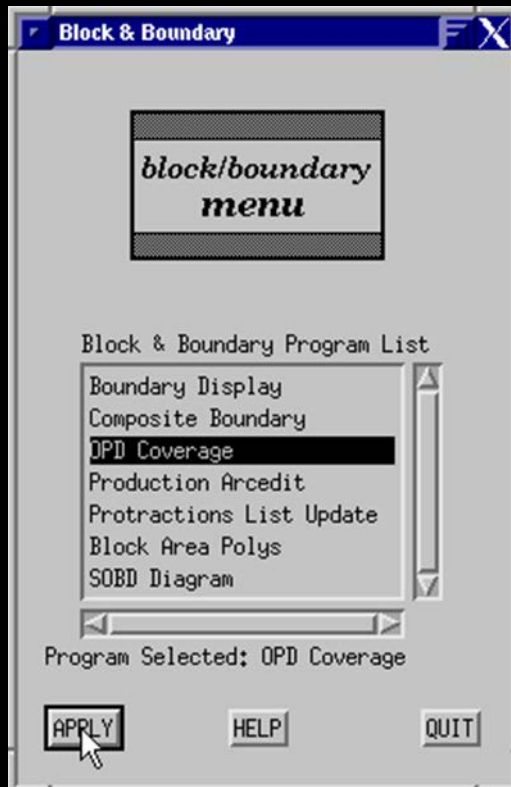 Block & Boundary
block/boundary
menu
Block & Boundary Program List
Boundary Display
Composite Boundary
OPD Coverage
Production Arcedit
Protractions List Update
Block Area Polys
SOBD Diagram
Program Selected: OPD Coverage
APPLY HELP QUIT